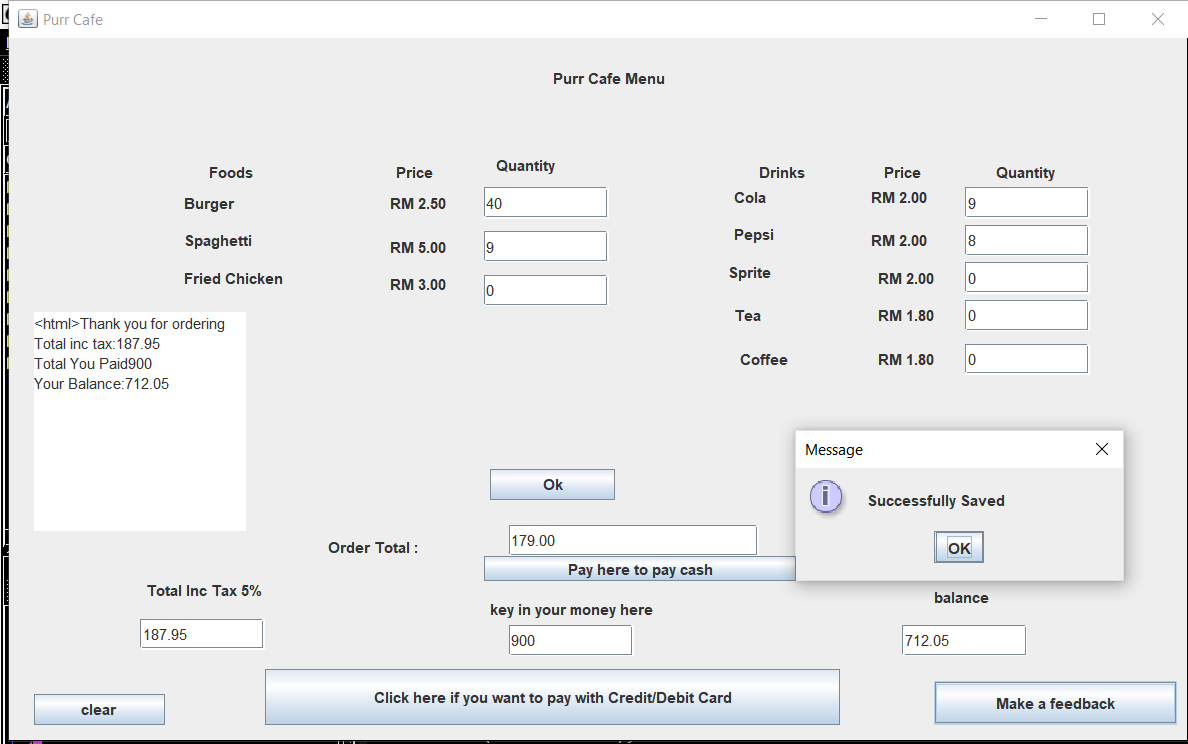 Purr Cafe
Purr Cafe Menu
Foods Price Quantity
Burger RM 2.50 40
Spaghetti RM 5.00 9
Fried Chicken RM 3.00 0
Drinks Price Quantity
Cola RM 2.00 9
Pepsi RM 2.00 8
Sprite RM 2.00 0
Tea RM 1.80 0
Coffee RM 1.80 0
<html>Thank you for ordering
Total inc tax:187.95
Total You Paid900
Your Balance:712.05
Ok
Message
Successfully Saved
OK
Order Total : 179.00
Pay here to pay cash
Total Inc Tax 5%
187.95
key in your money here
900
balance
712.05
clear
Click here if you want to pay with Credit/Debit Card
Make a feedback